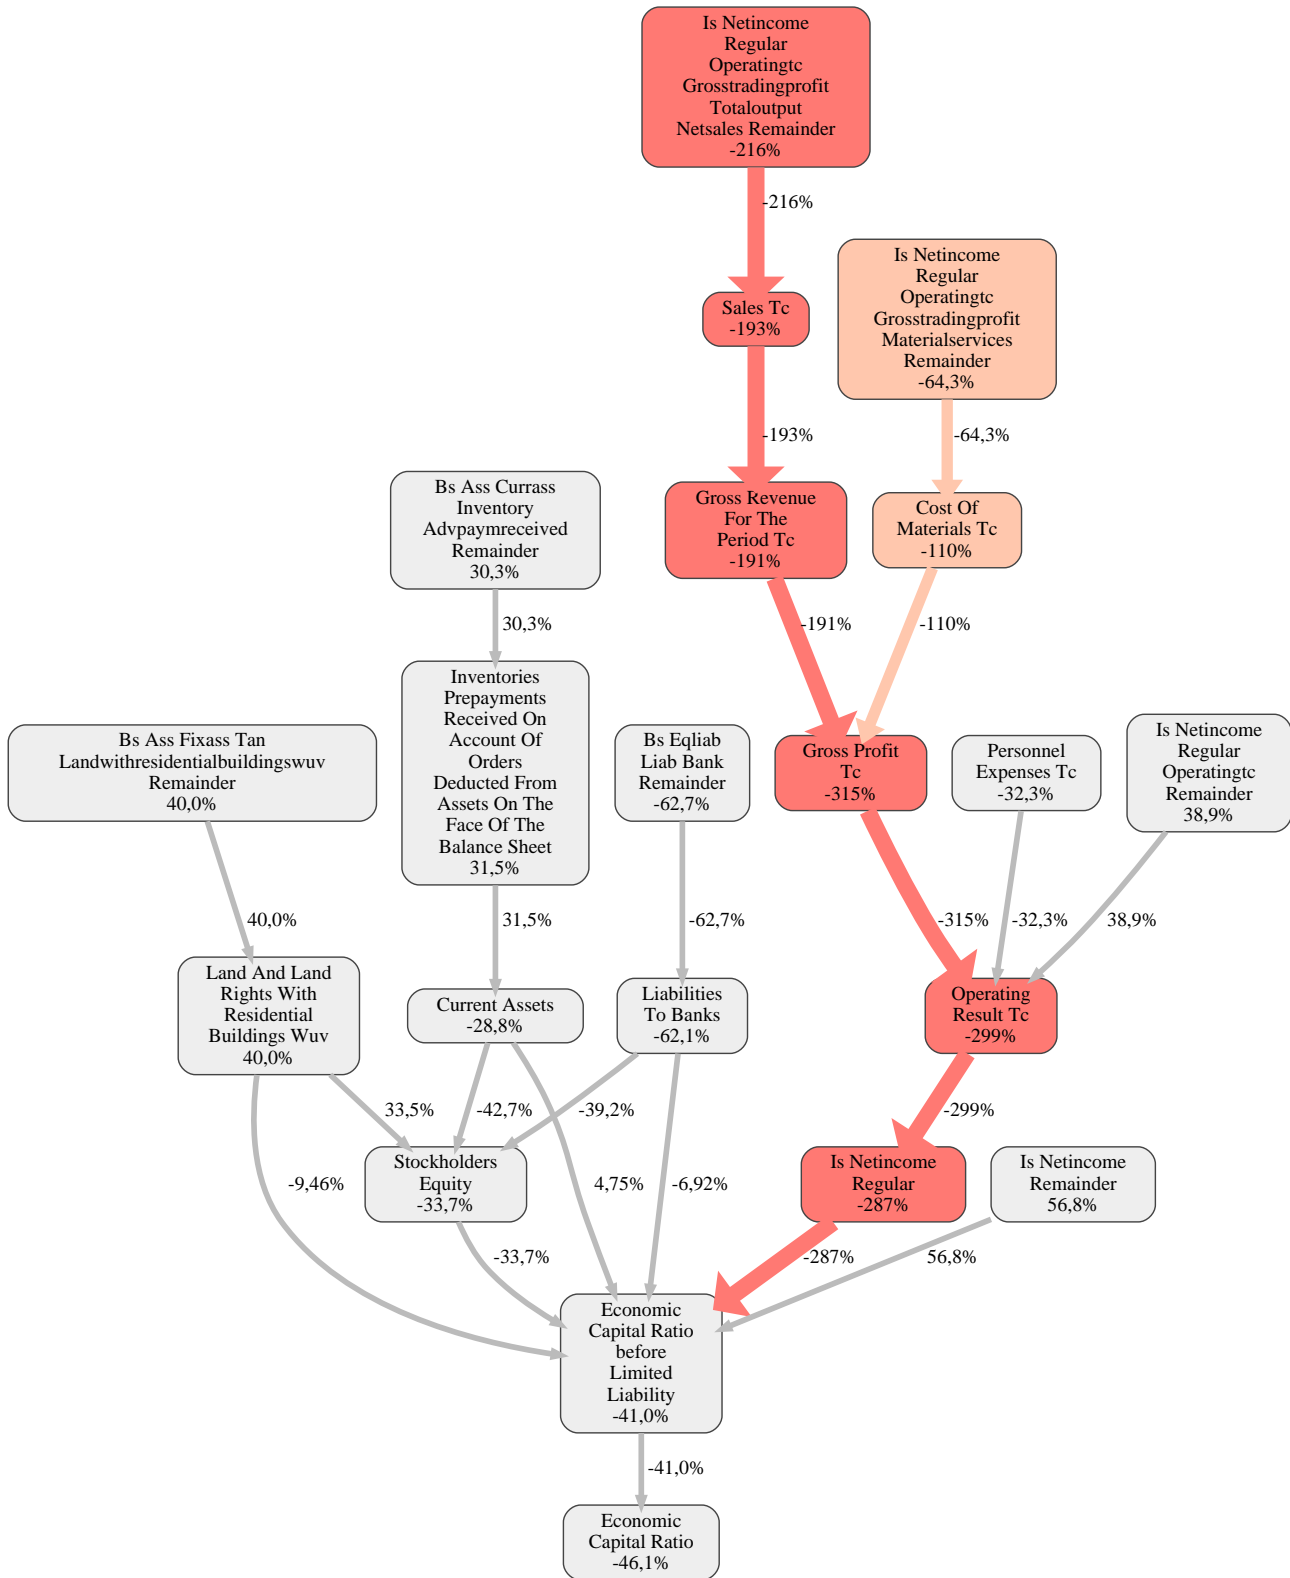 Is Netincome
Regular
Operatingtc
Grosstradingprofit
Totaloutput
Netsales Remainder
-216%
-216%
Is Netincome
Regular
Operatingtc
Grosstradingprofit
Materialservices
Remainder
-64,3%
Sales Tc
-193%
-193%
-64,3%
Bs Ass Currass
Inventory
Advpaymreceived
Remainder
30,3%
Gross Revenue
For The
Period Tc
-191%
Cost Of
Materials Tc
-110%
30,3%
-191%
-110%
Inventories
Prepayments
Received On
Account Of
Orders
Deducted From
Assets On The
Face Of The
Balance Sheet
31,5%
Bs Ass Fixass Tan
Landwithresidentialbuildingswuv
Remainder
40,0%
Bs Eqliab
Liab Bank
Remainder
-62,7%
Gross Profit
Tc
-315%
Personnel
Expenses Tc
-32,3%
Is Netincome
Regular
Operatingtc
Remainder
38,9%
40,0%
31,5%
-62,7%
-315%
-32,3%
38,9%
Land And Land
Rights With
Residential
Buildings Wuv
40,0%
Current Assets
-28,8%
Liabilities
To Banks
-62,1%
Operating
Result Tc
-299%
33,5%
-42,7%
-39,2%
-299%
Stockholders
Equity
-33,7%
Is Netincome
Regular
-287%
Is Netincome
Remainder
56,8%
-9,46%
4,75%
-6,92%
-33,7%
-287%
56,8%
Economic
Capital Ratio
before
Limited
Liability
-41,0%
-41,0%
Economic
Capital Ratio
-46,1%